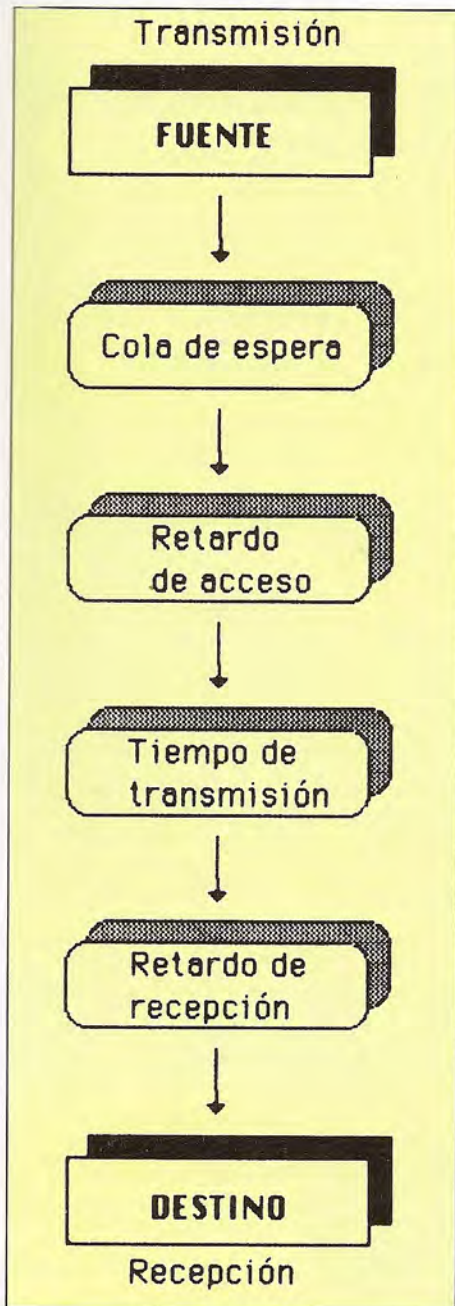 Transmisión
FUENTE
Cola de espera
Retardo
de acceso
Tiempo de
transmisión
Retardo de
recepción
DESTINO
Recepción